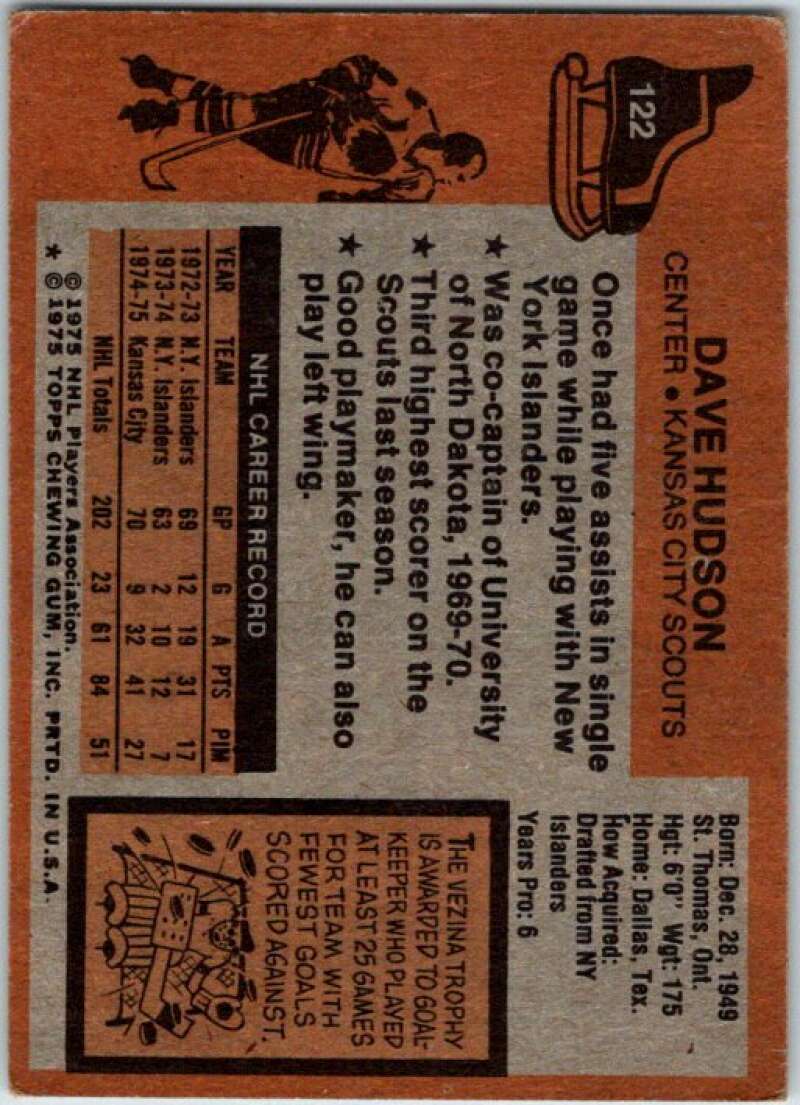 122
DAVE HUDSON
CENTER • KANSAS CITY SCOUTS
Once had five assists in single
game while playing with New
York Islanders.
★ Was co-captain of University
of North Dakota, 1969-70.
★ Third highest scorer on the
Scouts last season.
★ Good playmaker, he can also
play left wing.
Born: Dec. 28, 1949
St. Thomas, Ont.
Hgt: 6'0" Wgt: 175
Home: Dallas, Tex.
How Acquired:
Drafted from NY
Islanders
Years Pro: 6
NHL CAREER RECORD
YEAR TEAM GP G A PTS PIM
1972-73 N.Y. Islanders 69 12 19 31 17
1973-74 N.Y. Islanders 63 2 10 12 7
1974-75 Kansas City 70 9 32 41 27
NHL Totals 202 23 61 84 51
THE VEZINA TROPHY
IS AWARDED TO GOAL-
KEEPER WHO PLAYED
AT LEAST 25 GAMES
FOR TEAM WITH
FEWEST GOALS
SCORED AGAINST.
© 1975 NHL Players Association.
★ © 1975 TOPPS CHEWING GUM, INC. PRTD. IN U.S.A.